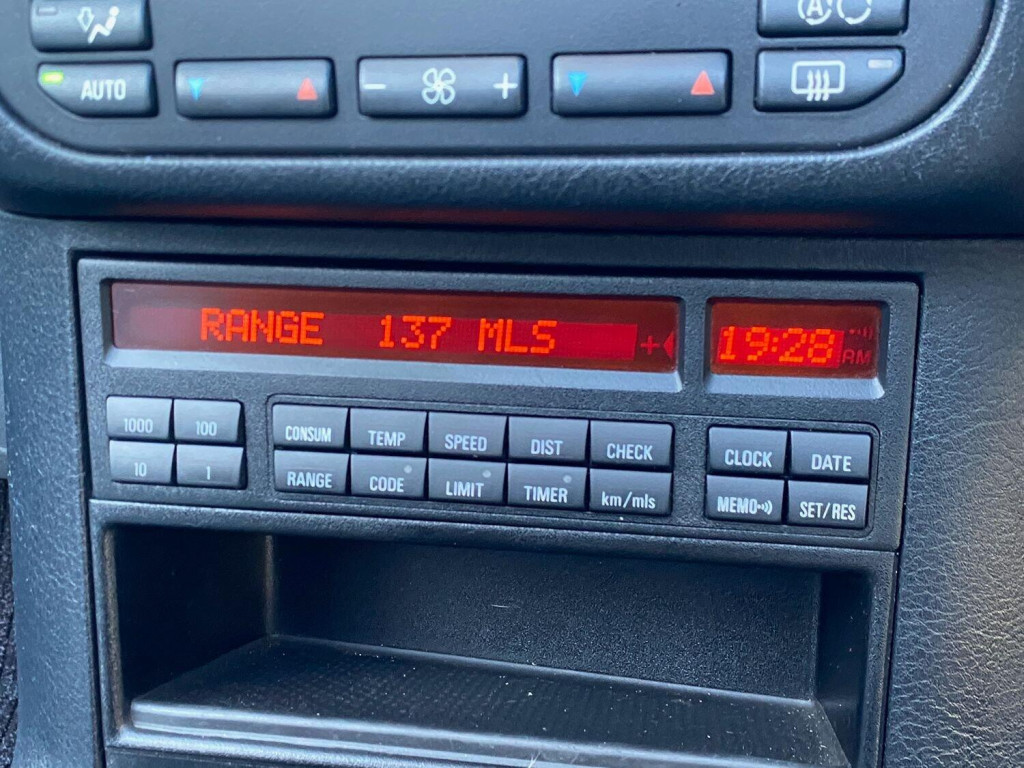 A
AUTO - +
RANGE 137 MLS + 19:28 AM
1000 100 CONSUM TEMP SPEED DIST CHECK CLOCK DATE
10 1 RANGE CODE LIMIT TIMER km/mls MEMO SET/RES